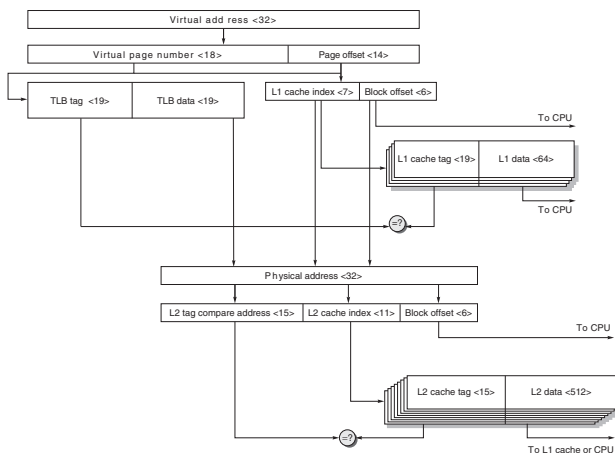 Virtual add ress <32>
Virtual page number <18> Page offset <14>
TLB tag <19> TLB data <19> L1 cache index <7> Block offset <6>
To CPU
L1 cache tag <19> L1 data <64>
To CPU
=?
Physical address <32>
L2 tag compare address <15> L2 cache index <11> Block offset <6>
To CPU
L2 cache tag <15> L2 data <512>
=?
To L1 cache or CPU